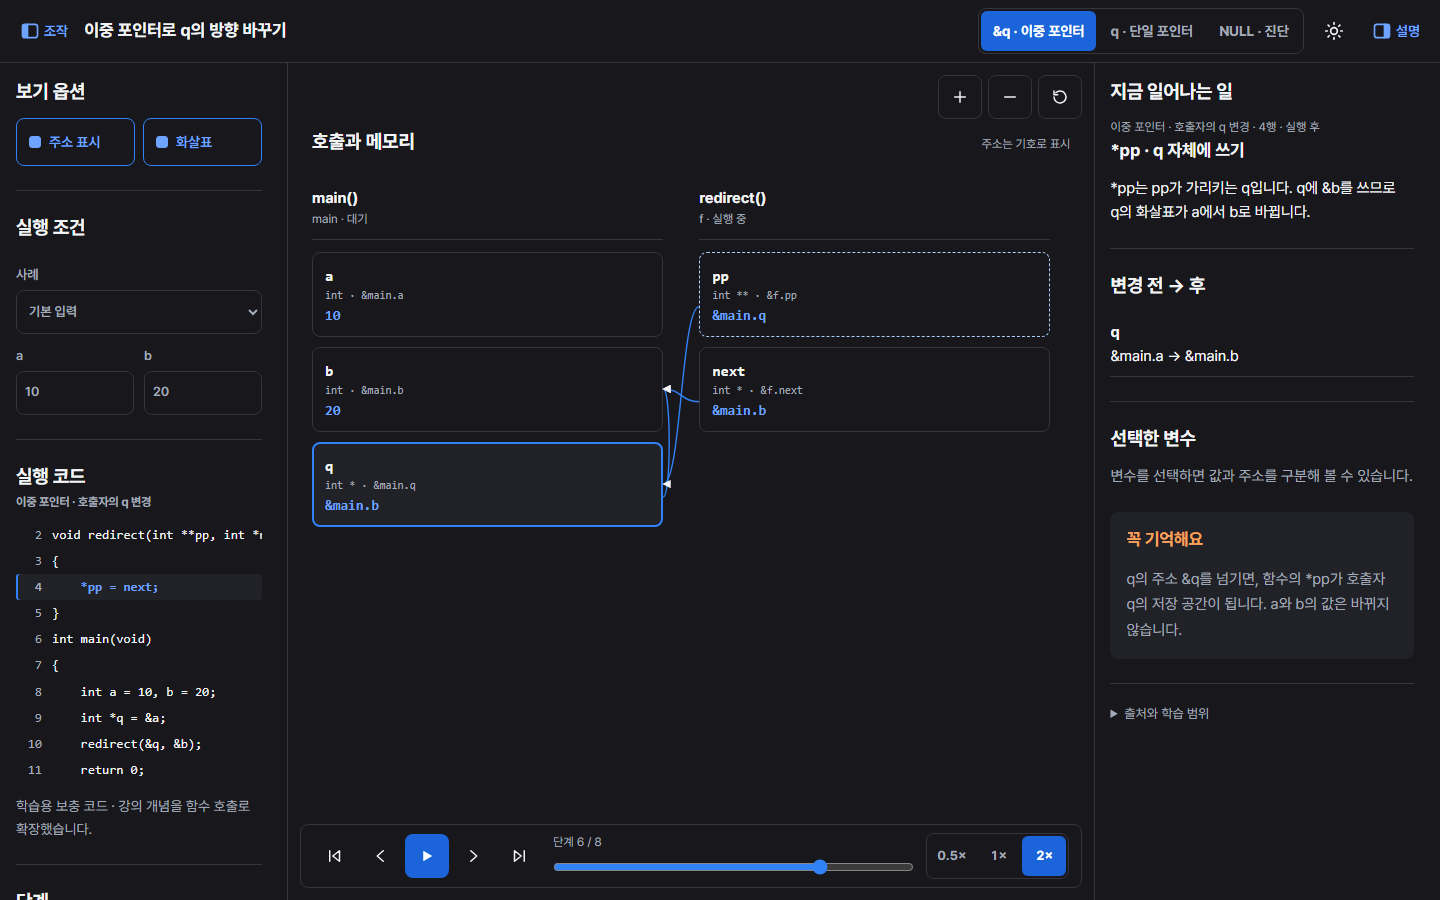 조작
이중 포인터로 q의 방향 바꾸기
&q · 이중 포인터
q · 단일 포인터
NULL · 진단
설명
보기 옵션
주소 표시
화살표
실행 조건
사례
기본 입력
a
b
10
20
실행 코드
이중 포인터 · 호출자의 q 변경
2 void redirect(int **pp, int *
3 {
4 *pp = next;
5 }
6 int main(void)
7 {
8 int a = 10, b = 20;
9 int *q = &a;
10 redirect(&q, &b);
11 return 0;
학습용 보충 코드 · 강의 개념을 함수 호출로
확장했습니다.
호출과 메모리
주소는 기호로 표시
main()
main · 대기
a
int · &main.a
10
b
int · &main.b
20
q
int * · &main.q
&main.b
redirect()
f · 실행 중
pp
int ** · &f.pp
&main.q
next
int * · &f.next
&main.b
단계 6 / 8
0.5×
1×
2×
지금 일어나는 일
이중 포인터 · 호출자의 q 변경 · 4행 · 실행 후
*pp · q 자체에 쓰기
*pp는 pp가 가리키는 q입니다. q에 &b를 쓰므로
q의 화살표가 a에서 b로 바뀝니다.
변경 전 → 후
q
&main.a → &main.b
선택한 변수
변수를 선택하면 값과 주소를 구분해 볼 수 있습니다.
꼭 기억해요
q의 주소 &q를 넘기면, 함수의 *pp가 호출자
q의 저장 공간이 됩니다. a와 b의 값은 바뀌지
않습니다.
▶ 출처와 학습 범위